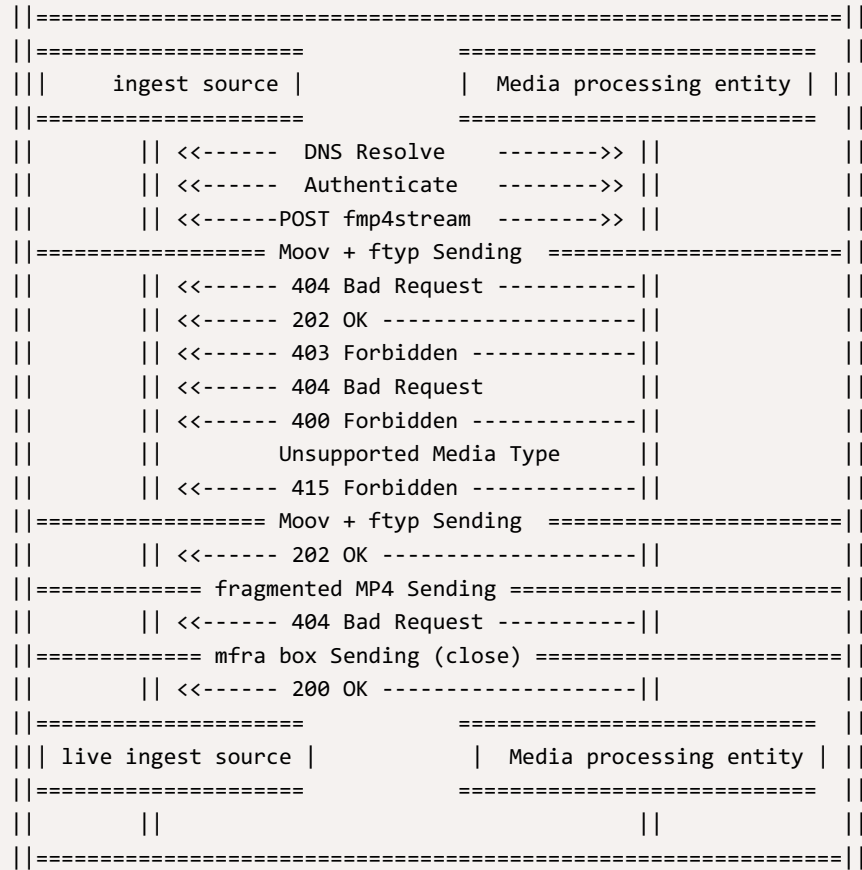 ||==========================================================||
||=====================            ============================  ||
|||     ingest source |            |  Media processing entity | ||
||=====================            ============================  ||
||        || <<------  DNS Resolve    -------->> ||              ||
||        || <<------  Authenticate   -------->> ||              ||
||        || <<------POST fmp4stream  -------->> ||              ||
||================== Moov + ftyp Sending  =======================||
||        || <<------ 404 Bad Request -----------||              ||
||        || <<------ 202 OK --------------------||              ||
||        || <<------ 403 Forbidden -------------||              ||
||        || <<------ 404 Bad Request            ||              ||
||        || <<------ 400 Forbidden -------------||              ||
||        ||         Unsupported Media Type      ||              ||
||        || <<------ 415 Forbidden -------------||              ||
||================== Moov + ftyp Sending  =======================||
||        || <<------ 202 OK --------------------||              ||
||============= fragmented MP4 Sending ==========================||
||        || <<------ 404 Bad Request -----------||              ||
||============= mfra box Sending (close) ========================||
||        || <<------ 200 OK --------------------||              ||
||=====================            ============================  ||
||| live ingest source |            |  Media processing entity | ||
||=====================            ============================  ||
||        ||                                     ||              ||
||===============================================================||